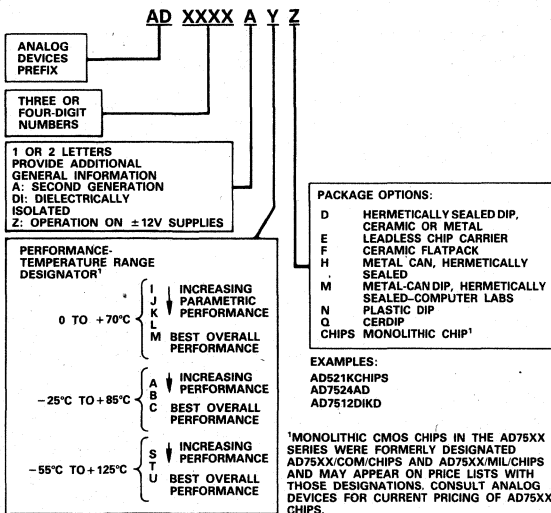 AD XXXX A Y Z
ANALOG
DEVICES
PREFIX
THREE OR
FOUR-DIGIT
NUMBERS
1 OR 2 LETTERS
PROVIDE ADDITIONAL
GENERAL INFORMATION
A: SECOND GENERATION
DI: DIELECTRICALLY
ISOLATED
Z: OPERATION ON ±12V SUPPLIES
PERFORMANCE-
TEMPERATURE RANGE
DESIGNATOR¹
0 TO +70°C
I
J
K
L
M
INCREASING
PARAMETRIC
PERFORMANCE
BEST OVERALL
PERFORMANCE
−25°C TO +85°C
A
B
C
INCREASING
PERFORMANCE
BEST OVERALL
PERFORMANCE
−55°C TO +125°C
S
T
U
INCREASING
PERFORMANCE
BEST OVERALL
PERFORMANCE
PACKAGE OPTIONS:
D HERMETICALLY SEALED DIP,
CERAMIC OR METAL
E LEADLESS CHIP CARRIER
F CERAMIC FLATPACK
H METAL CAN, HERMETICALLY
SEALED
M METAL-CAN DIP, HERMETICALLY
SEALED–COMPUTER LABS
N PLASTIC DIP
Q CERDIP
CHIPS MONOLITHIC CHIP¹
EXAMPLES:
AD521KCHIPS
AD7524AD
AD7512DIKD
¹MONOLITHIC CMOS CHIPS IN THE AD75XX
SERIES WERE FORMERLY DESIGNATED
AD75XX/COM/CHIPS AND AD75XX/MIL/CHIPS
AND MAY APPEAR ON PRICE LISTS WITH
THOSE DESIGNATIONS. CONSULT ANALOG
DEVICES FOR CURRENT PRICING OF AD75XX
CHIPS.